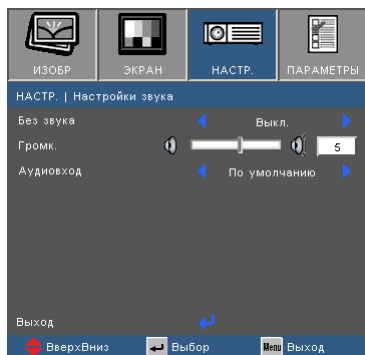 ИЗОБР ЭКРАН НАСТР. ПАРАМЕТРЫ
НАСТР. | Настройки звука
Без звука Выкл.
Громк. 5
Аудиовход По умолчанию
Выход
ВверхВниз Выбор Menu Выход